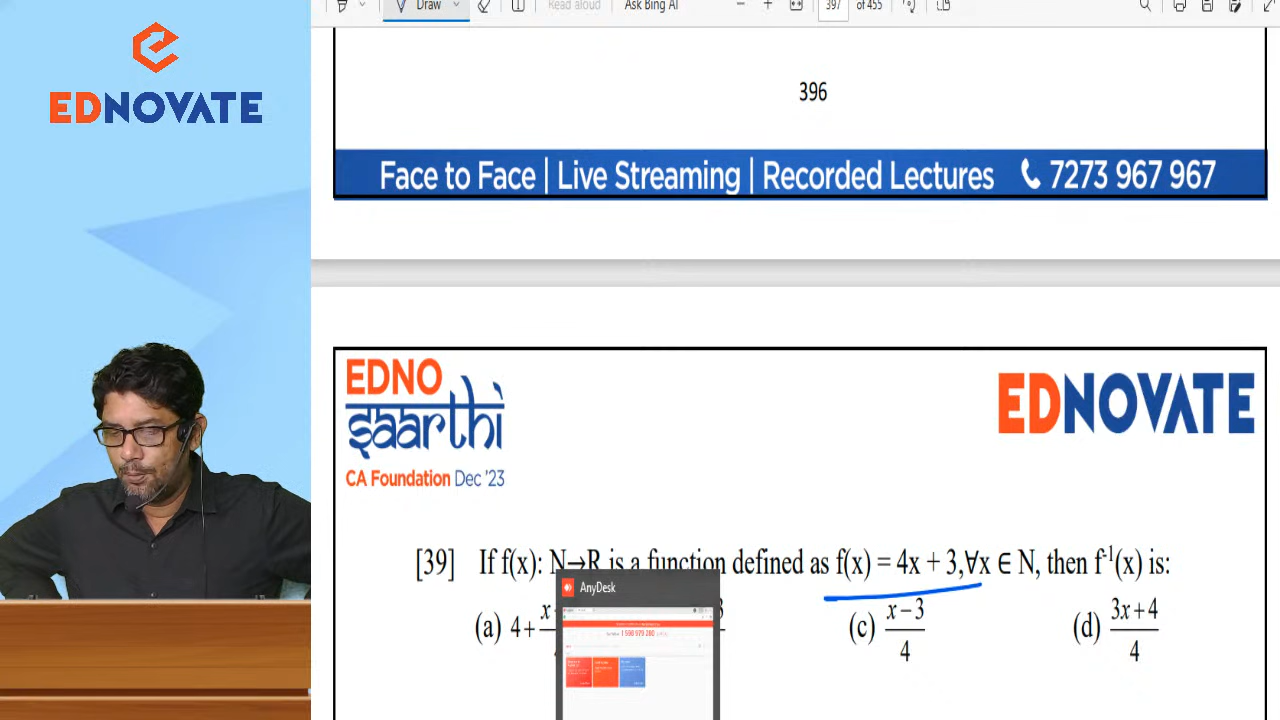 Draw
Read aloud
Ask Bing AI
397 of 455
EDNOVATE
396
Face to Face | Live Streaming | Recorded Lectures 7273 967 967
EDNO
saarthi
CA Foundation Dec '23
EDNOVATE
[39] If f(x): N→R is a function defined as f(x) = 4x + 3,∀x ∈ N, then f⁻¹(x) is:
AnyDesk
(a) 4+
(c) x−3/4
(d) 3x+4/4